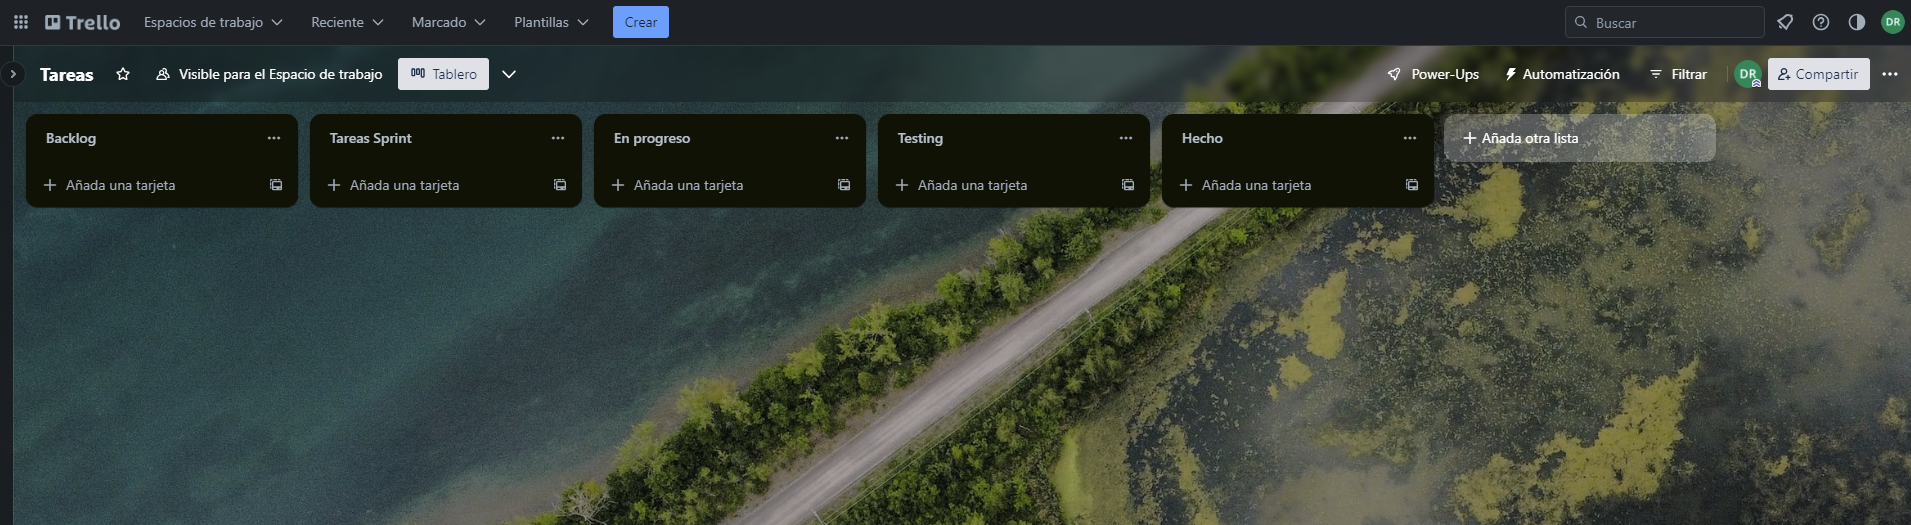 Trello
Espacios de trabajo
Reciente
Marcado
Plantillas
Crear
Buscar
DR
Tareas
Visible para el Espacio de trabajo
Tablero
Power-Ups
Automatización
Filtrar
DR
Compartir
Backlog
Añada una tarjeta
Tareas Sprint
Añada una tarjeta
En progreso
Añada una tarjeta
Testing
Añada una tarjeta
Hecho
Añada una tarjeta
Añada otra lista